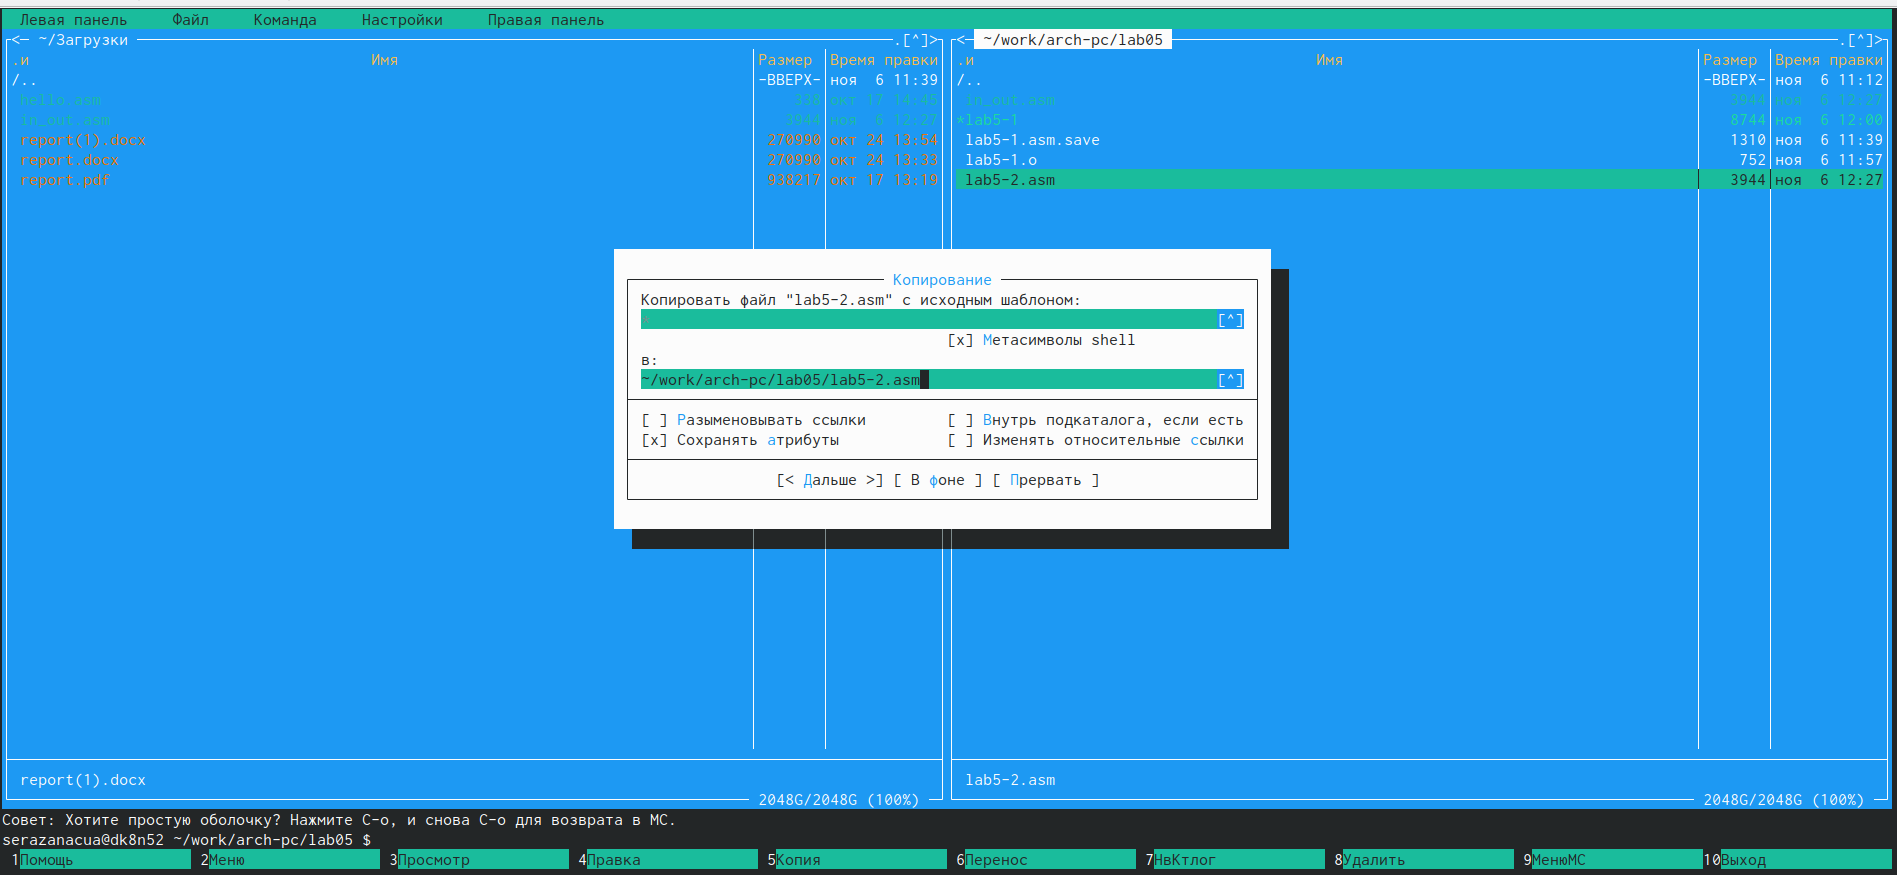 Левая панель Файл Команда Настройки Правая панель
<─ ~/Загрузки .[^]> <─ ~/work/arch-pc/lab05 .[^]>
.и Имя Размер Время правки .и Имя Размер Время правки
/.. -ВВЕРХ- ноя 6 11:39 /.. -ВВЕРХ- ноя 6 11:12
hello.asm 338 окт 17 14:45 in_out.asm 3944 ноя 6 12:27
in_out.asm 3944 ноя 6 12:27 *lab5-1 8744 ноя 6 12:00
report(1).docx 270990 окт 24 13:54 lab5-1.asm.save 1310 ноя 6 11:39
report.docx 270990 окт 24 13:33 lab5-1.o 752 ноя 6 11:57
report.pdf 938217 окт 17 13:19 lab5-2.asm 3944 ноя 6 12:27
Копирование
Копировать файл "lab5-2.asm" с исходным шаблоном:
* [^]
[x] Метасимволы shell
в:
~/work/arch-pc/lab05/lab5-2.asm [^]
[ ] Разыменовывать ссылки [ ] Внутрь подкаталога, если есть
[x] Сохранять атрибуты [ ] Изменять относительные ссылки
[< Дальше >] [ В фоне ] [ Прервать ]
report(1).docx lab5-2.asm
2048G/2048G (100%) 2048G/2048G (100%)
Совет: Хотите простую оболочку? Нажмите C-o, и снова C-o для возврата в MC.
serazanacua@dk8n52 ~/work/arch-pc/lab05 $
1Помощь 2Меню 3Просмотр 4Правка 5Копия 6Перенос 7НвКтлог 8Удалить 9МенюMC 10Выход